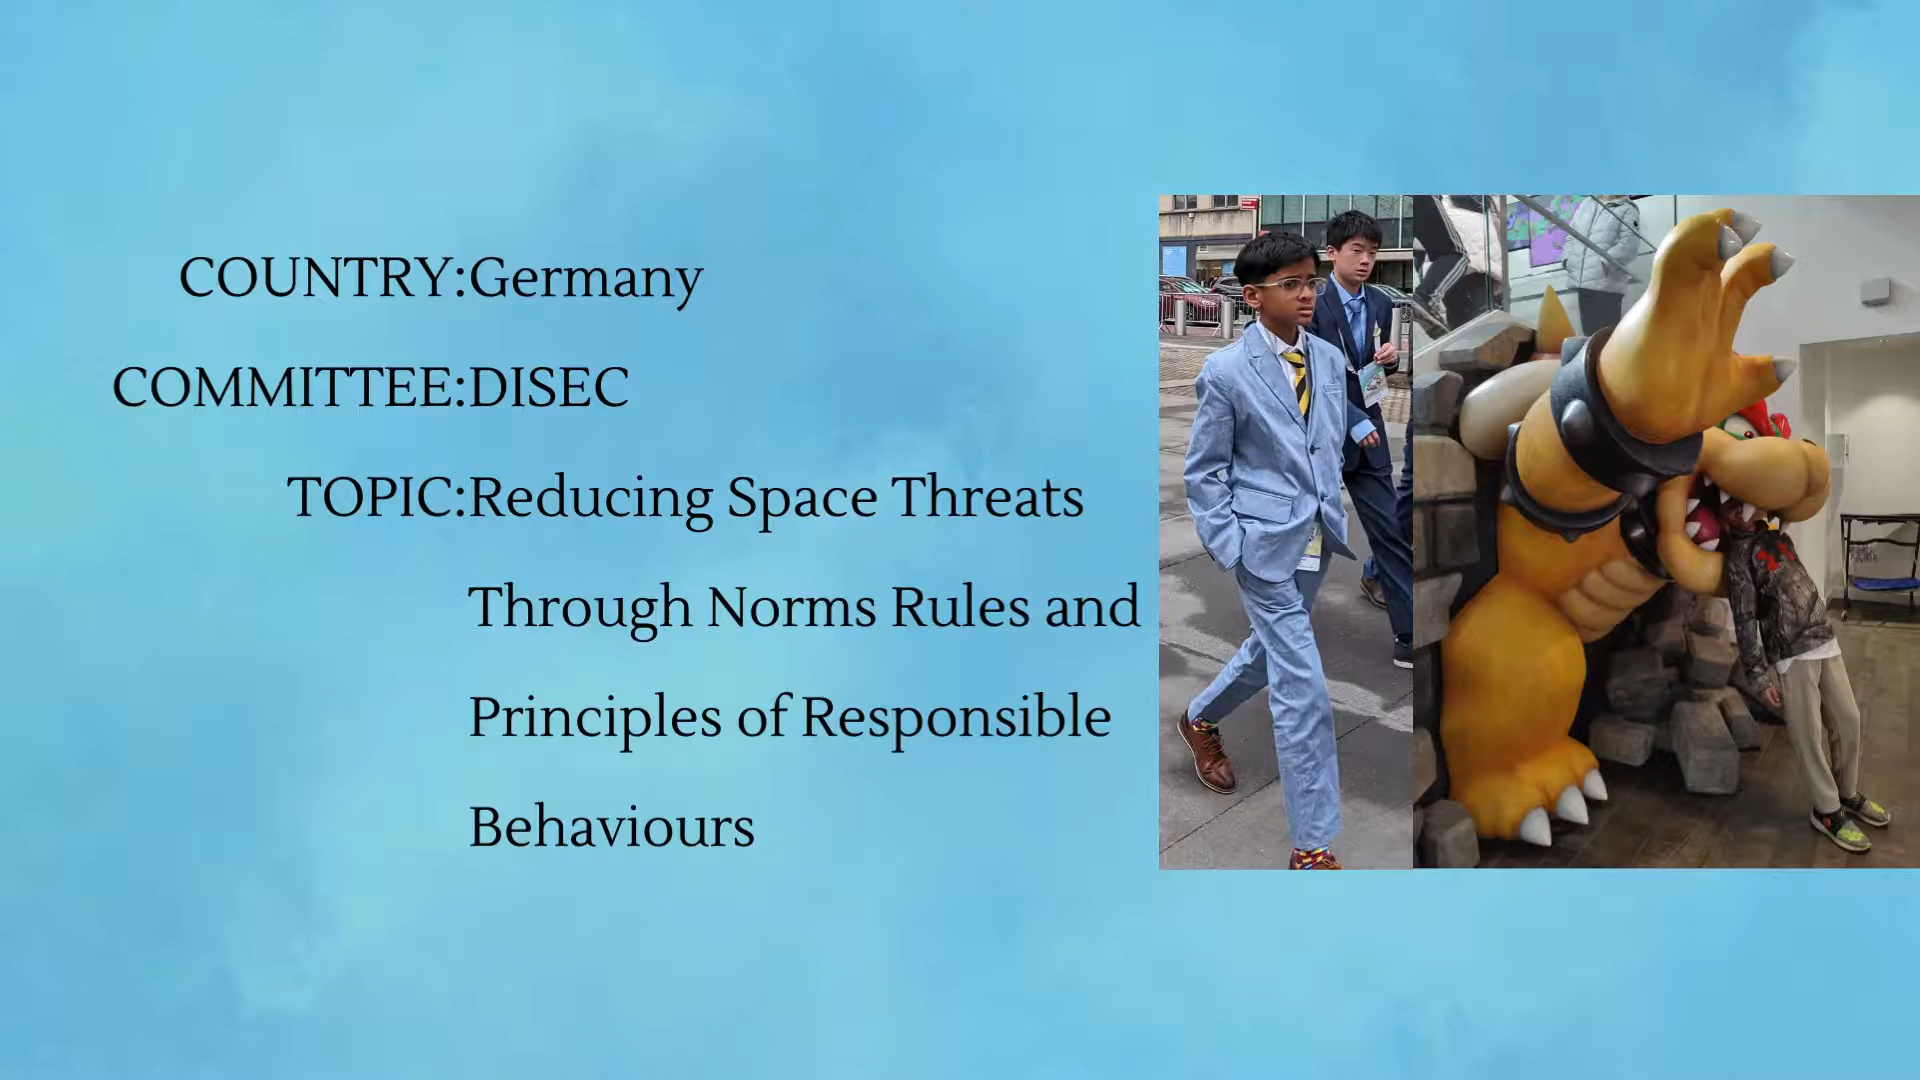 COUNTRY:Germany
COMMITTEE:DISEC
TOPIC:Reducing Space Threats
Through Norms Rules and
Principles of Responsible
Behaviours